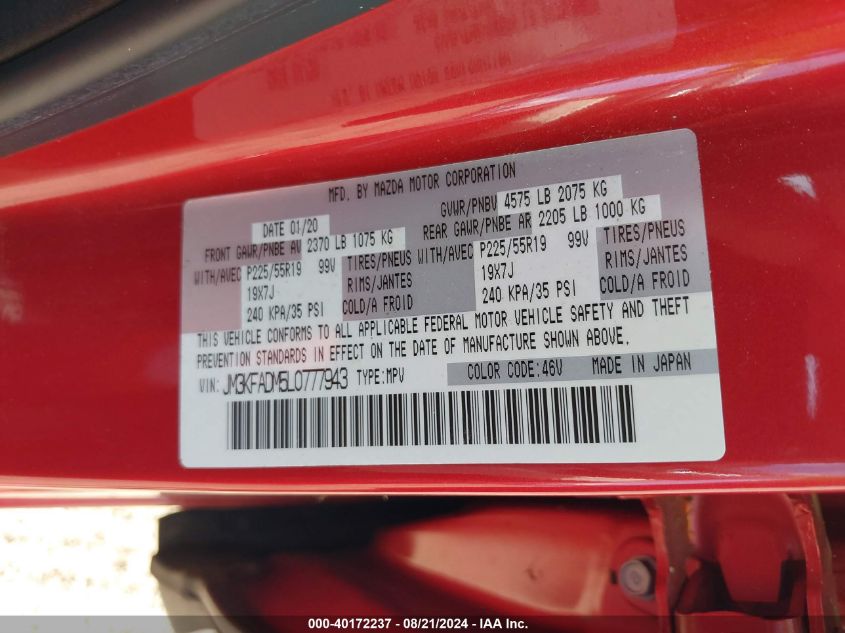 MFD. BY MAZDA MOTOR CORPORATION
DATE 01/20 GVWR/PNBV 4575 LB 2075 KG
FRONT GAWR/PNBE AV 2370 LB 1075 KG REAR GAWR/PNBE AR 2205 LB 1000 KG
WITH/AVEC P225/55R19 99V TIRES/PNEUS WITH/AVEC P225/55R19 99V TIRES/PNEUS
19X7J RIMS/JANTES 19X7J RIMS/JANTES
240 KPA/35 PSI COLD/A FROID 240 KPA/35 PSI COLD/A FROID
THIS VEHICLE CONFORMS TO ALL APPLICABLE FEDERAL MOTOR VEHICLE SAFETY AND THEFT
PREVENTION STANDARDS IN EFFECT ON THE DATE OF MANUFACTURE SHOWN ABOVE.
VIN: JM3KFADM5L0777943 TYPE:MPV COLOR CODE:46V MADE IN JAPAN
000-40172237 - 08/21/2024 - IAA Inc.